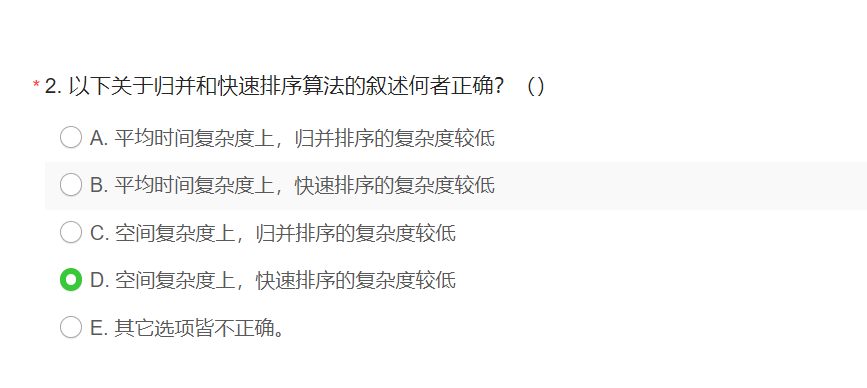 * 2. 以下关于归并和快速排序算法的叙述何者正确？（）
A. 平均时间复杂度上，归并排序的复杂度较低
B. 平均时间复杂度上，快速排序的复杂度较低
C. 空间复杂度上，归并排序的复杂度较低
D. 空间复杂度上，快速排序的复杂度较低
E. 其它选项皆不正确。